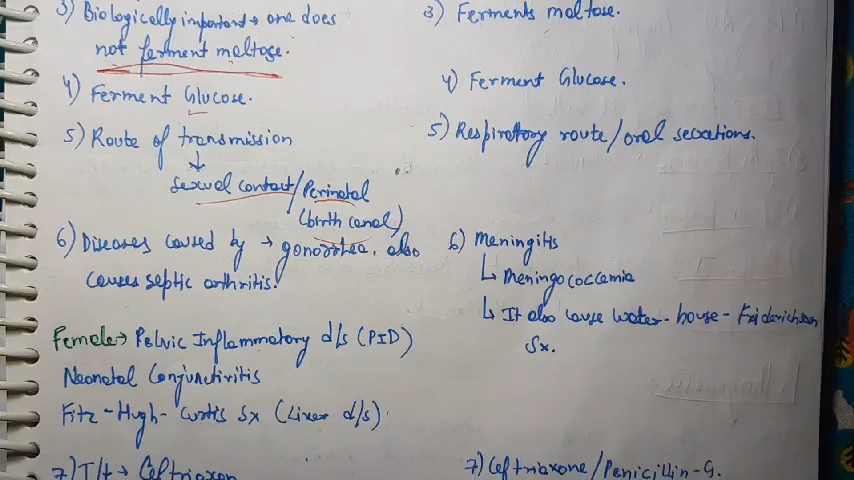 3) Biologically important → one does
not ferment maltose.
4) Ferment Glucose.
5) Route of transmission
↓
sexual contact/Perinatal
(birth canal)
6) Diseases caused by → gonorrhea. also
causes septic arthritis.
Female → Pelvic Inflammatory d/s (PID)
Neonatal Conjunctivitis
Fitz-Hugh-Curtis Sx (Liver d/s)
7) T/t → Ceftriaxon
3) Ferments maltose.
4) Ferment Glucose.
5) Respiratory route/oral secretions.
6) Meningitis
↳ Meningococcemia
↳ It also cause water-house-Fridarichsen
Sx.
7) Ceftriaxone/Penicillin-G.